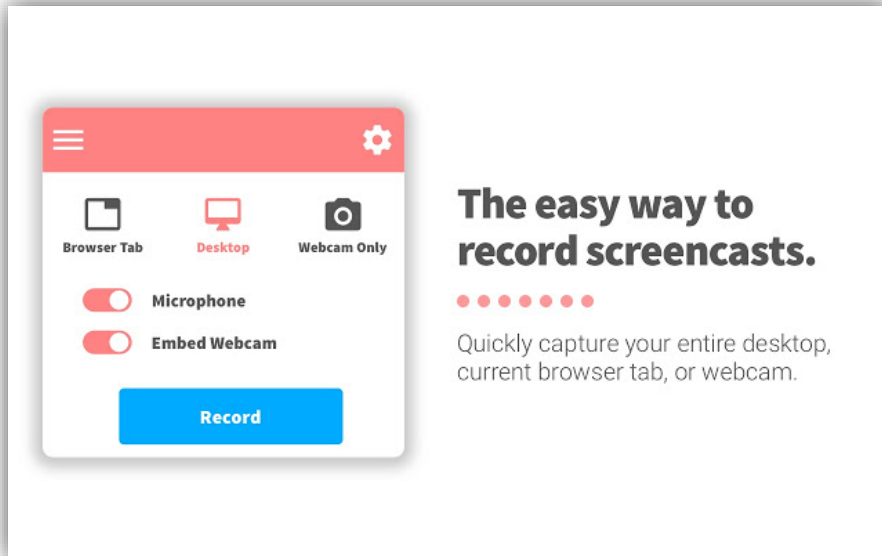 Browser Tab
Desktop
Webcam Only
Microphone
Embed Webcam
Record
The easy way to
record screencasts.
Quickly capture your entire desktop,
current browser tab, or webcam.